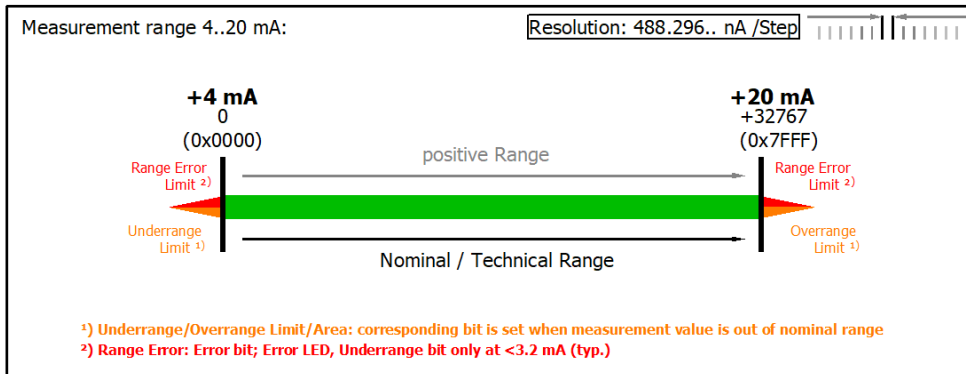 Measurement range 4..20 mA:
Resolution: 488.296.. nA /Step
+4 mA
0
(0x0000)
+20 mA
+32767
(0x7FFF)
positive Range
Range Error
Limit ²⁾
Range Error
Limit ²⁾
Underrange
Limit ¹⁾
Overrange
Limit ¹⁾
Nominal / Technical Range
¹) Underrange/Overrange Limit/Area: corresponding bit is set when measurement value is out of nominal range
²) Range Error: Error bit; Error LED, Underrange bit only at <3.2 mA (typ.)